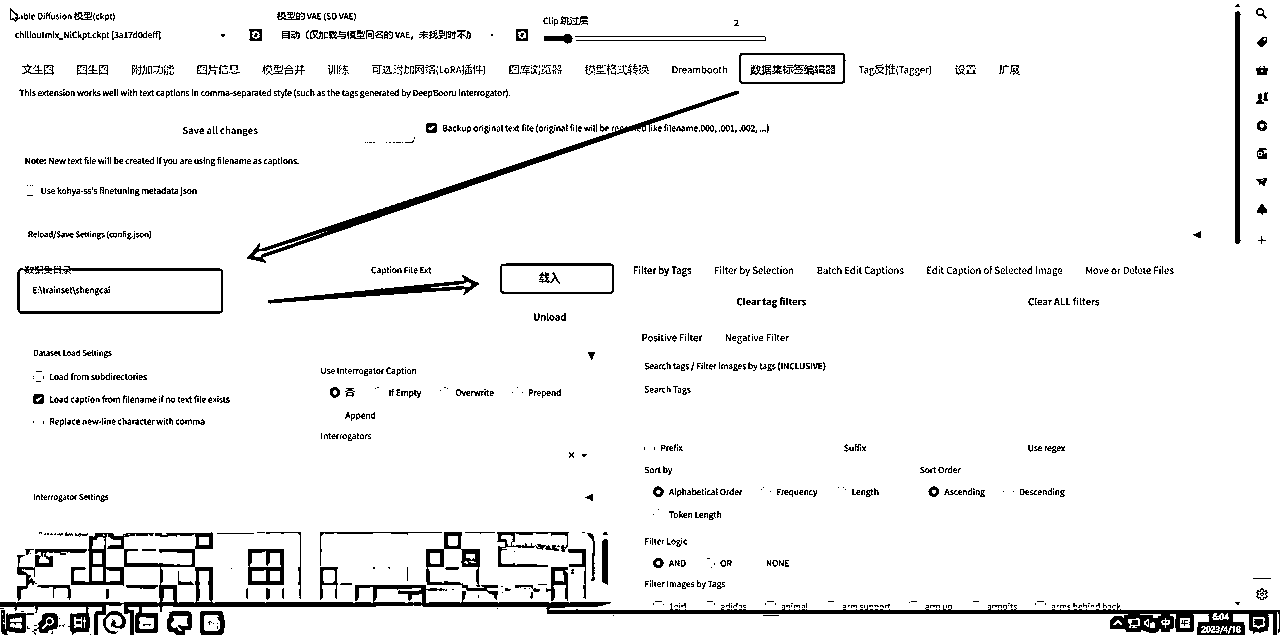 Stable Diffusion 模型(ckpt)
模型的 VAE (SD VAE)
Clip 跳过层
2
chilloutmix_NiCkpt.ckpt [3a17d0deff]
自动（仅加载与模型同名的 VAE，未找到时不加
文生图 图生图 附加功能 图片信息 模型合并 训练 可选附加网络(LoRA插件) 图库浏览器 模型格式转换 Dreambooth 数据集标签编辑器 Tag反推(Tagger) 设置 扩展
This extension works well with text captions in comma-separated style (such as the tags generated by DeepBooru interrogator).
Save all changes
Backup original text file (original file will be renamed like filename.000, .001, .002, ...)
Note: New text file will be created if you are using filename as captions.
Use kohya-ss's finetuning metadata json
Reload/Save Settings (config.json)
数据集目录
E:\trainset\shengcai
Caption File Ext
载入
Unload
Filter by Tags Filter by Selection Batch Edit Captions Edit Caption of Selected Image Move or Delete Files
Clear tag filters
Clear ALL filters
Positive Filter Negative Filter
Dataset Load Settings
Load from subdirectories
Load caption from filename if no text file exists
Replace new-line character with comma
Use Interrogator Caption
否 If Empty Overwrite Prepend
Append
Interrogators
Interrogator Settings
Search tags / Filter images by tags (INCLUSIVE)
Search Tags
Prefix Suffix Use regex
Sort by
Sort Order
Alphabetical Order Frequency Length
Ascending Descending
Token Length
Filter Logic
AND OR NONE
Filter Images by Tags
1girl adidas animal arm support arm up armpits arms behind back
中
6:04
2023/4/18